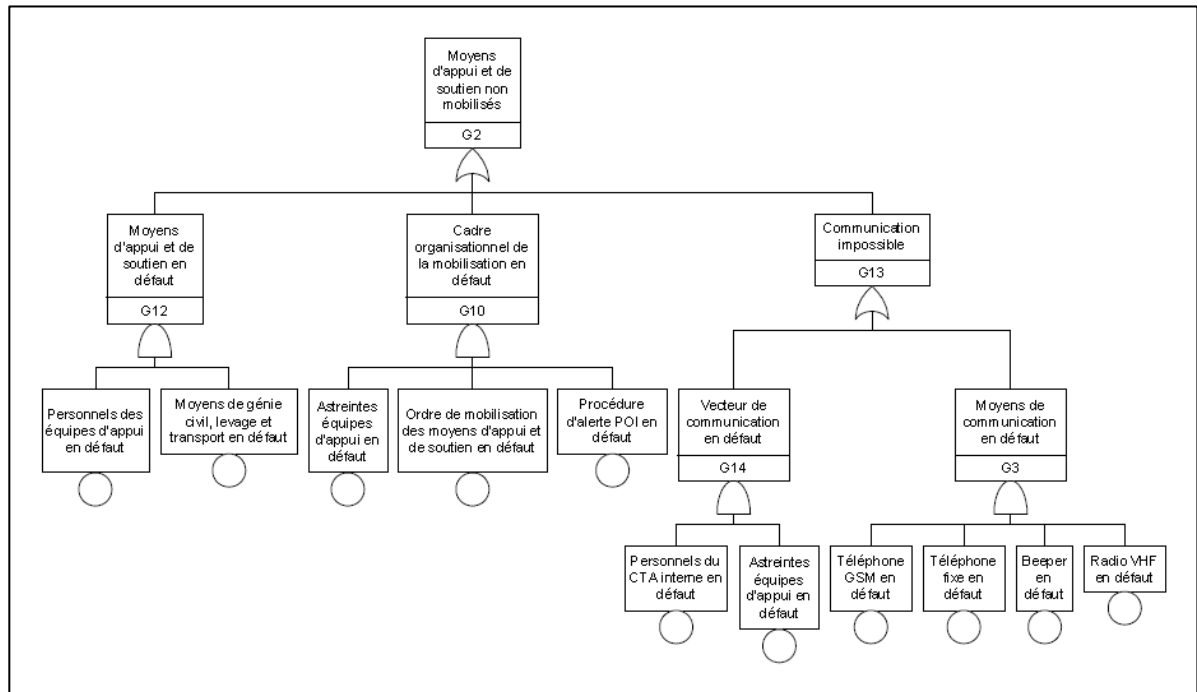 Moyens
d'appui et de
soutien non
mobilisés
G2
Moyens
d'appui et de
soutien en
défaut
G12
Cadre
organisationnel de
la mobilisation en
défaut
G10
Communication
impossible
G13
Personnels des
équipes d'appui
en défaut
Moyens de génie
civil, levage et
transport en défaut
Astreintes
équipes
d'appui en
défaut
Ordre de mobilisation
des moyens d'appui et
de soutien en défaut
Procédure
d'alerte POI en
défaut
Vecteur de
communication
en défaut
G14
Moyens de
communication
en défaut
G3
Personnels du
CTA interne en
défaut
Astreintes
équipes
d'appui en
défaut
Téléphone
GSM en
défaut
Téléphone
fixe en
défaut
Beeper
en
défaut
Radio VHF
en défaut